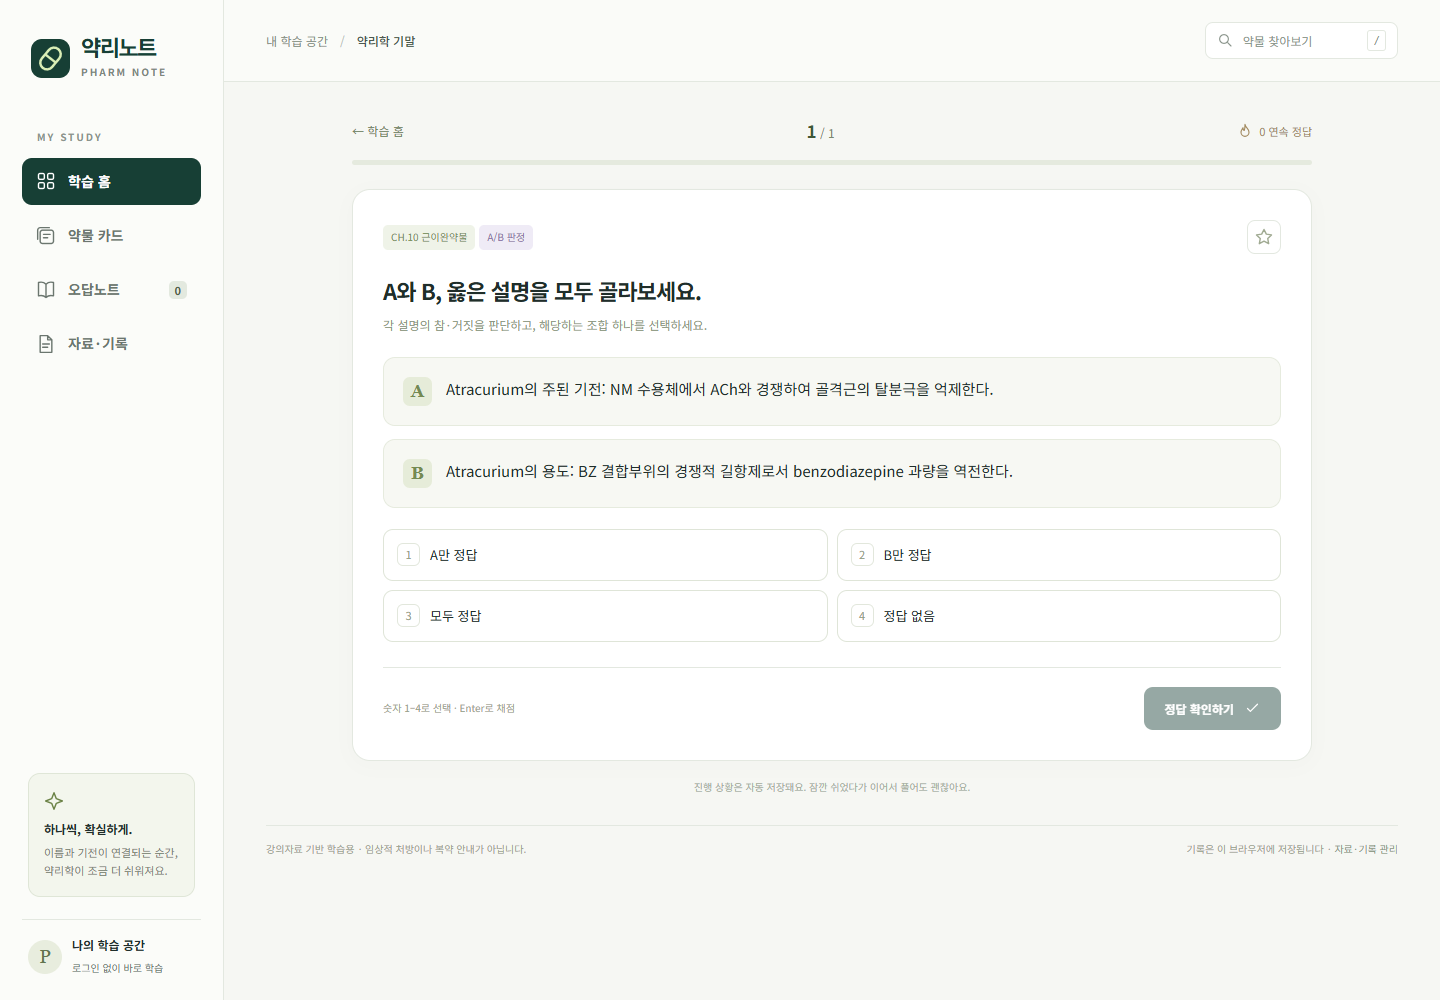 약리노트
PHARM NOTE
MY STUDY
학습 홈
약물 카드
오답노트 0
자료·기록
하나씩, 확실하게.
이름과 기전이 연결되는 순간,
약리학이 조금 더 쉬워져요.
P
나의 학습 공간
로그인 없이 바로 학습
내 학습 공간 / 약리학 기말
약물 찾아보기 /
← 학습 홈
1 / 1
0 연속 정답
CH.10 근이완약물 A/B 판정
A와 B, 옳은 설명을 모두 골라보세요.
각 설명의 참·거짓을 판단하고, 해당하는 조합 하나를 선택하세요.
A Atracurium의 주된 기전: NM 수용체에서 ACh와 경쟁하여 골격근의 탈분극을 억제한다.
B Atracurium의 용도: BZ 결합부위의 경쟁적 길항제로서 benzodiazepine 과량을 역전한다.
1 A만 정답
2 B만 정답
3 모두 정답
4 정답 없음
숫자 1–4로 선택 · Enter로 채점
정답 확인하기
진행 상황은 자동 저장돼요. 잠깐 쉬었다가 이어서 풀어도 괜찮아요.
강의자료 기반 학습용 · 임상적 처방이나 복약 안내가 아닙니다.
기록은 이 브라우저에 저장됩니다 · 자료·기록 관리